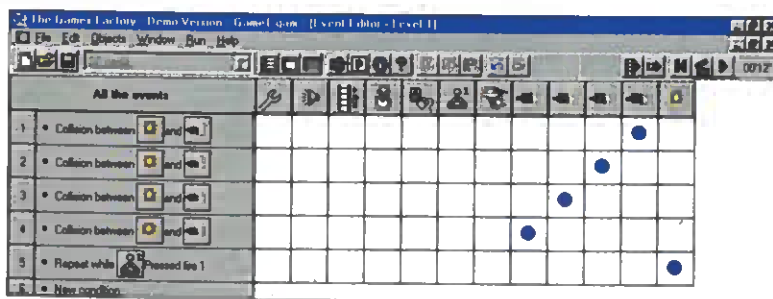 The Games Factory - Demo Version - Game1.gam - [Event Editor - Level 1]
File Edit Objects Window Run Help
0012
All the events
1 • Collision between and
2 • Collision between and
3 • Collision between and
4 • Collision between and
5 • Repeat while Pressed fire 1
6 • New condition